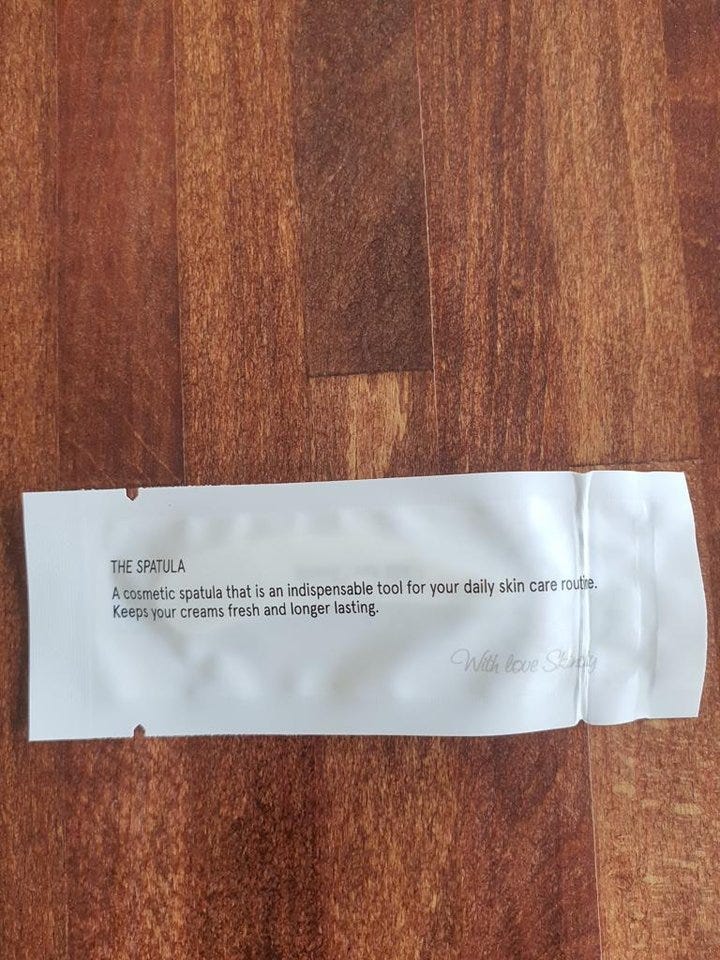 THE SPATULA
A cosmetic spatula that is an indispensable tool for your daily skin care routine.
Keeps your creams fresh and longer lasting.
With love